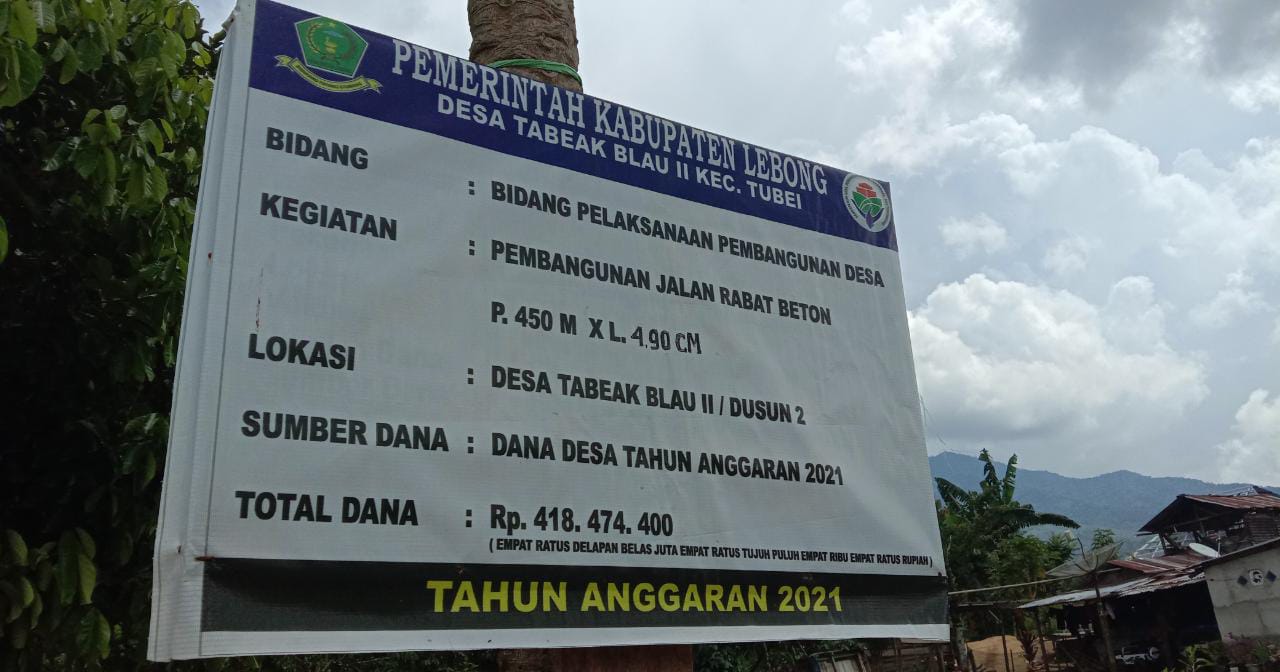 PEMERINTAH KABUPATEN LEBONG
DESA TABEAK BLAU II KEC. TUBEI
BIDANG : BIDANG PELAKSANAAN PEMBANGUNAN DESA
KEGIATAN : PEMBANGUNAN JALAN RABAT BETON
P. 450 M X L. 4,90 CM
LOKASI : DESA TABEAK BLAU II / DUSUN 2
SUMBER DANA : DANA DESA TAHUN ANGGARAN 2021
TOTAL DANA : Rp. 418. 474. 400
( EMPAT RATUS DELAPAN BELAS JUTA EMPAT RATUS TUJUH PULUH EMPAT RIBU EMPAT RATUS RUPIAH )
TAHUN ANGGARAN 2021